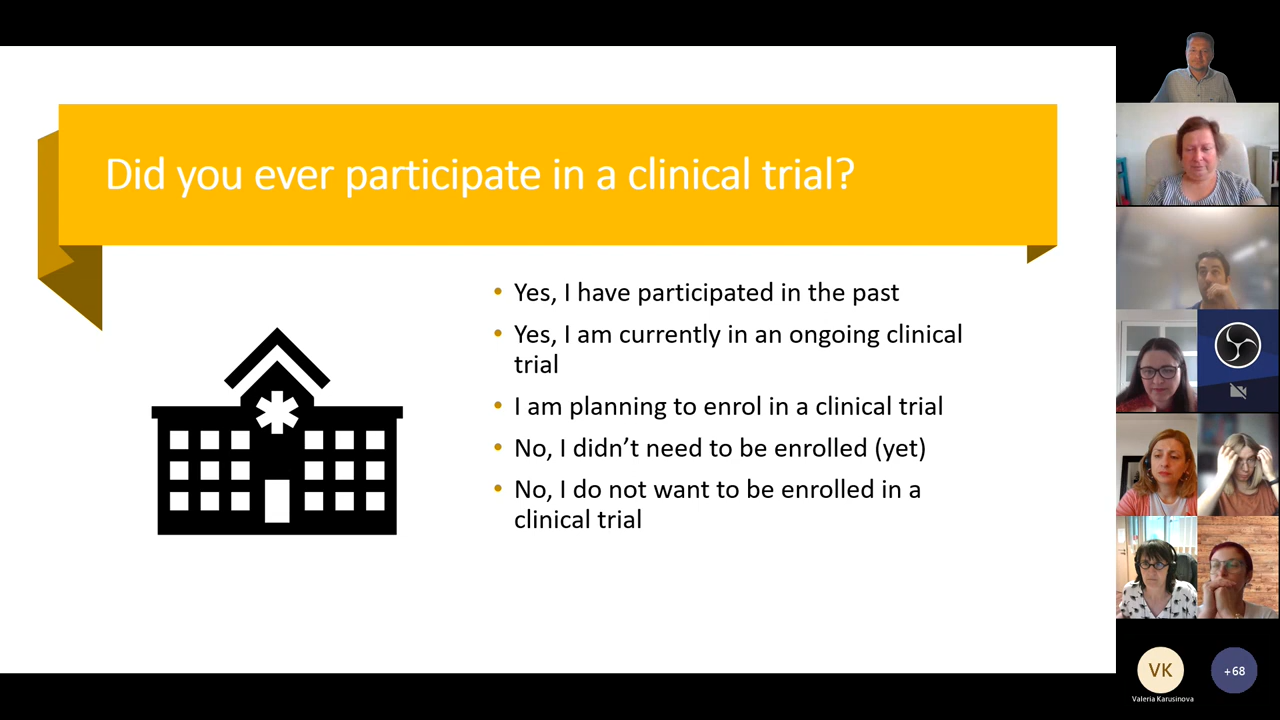 Did you ever participate in a clinical trial?
• Yes, I have participated in the past
• Yes, I am currently in an ongoing clinical
trial
• I am planning to enrol in a clinical trial
• No, I didn’t need to be enrolled (yet)
• No, I do not want to be enrolled in a
clinical trial
VK
+68
Valeria Karusinova